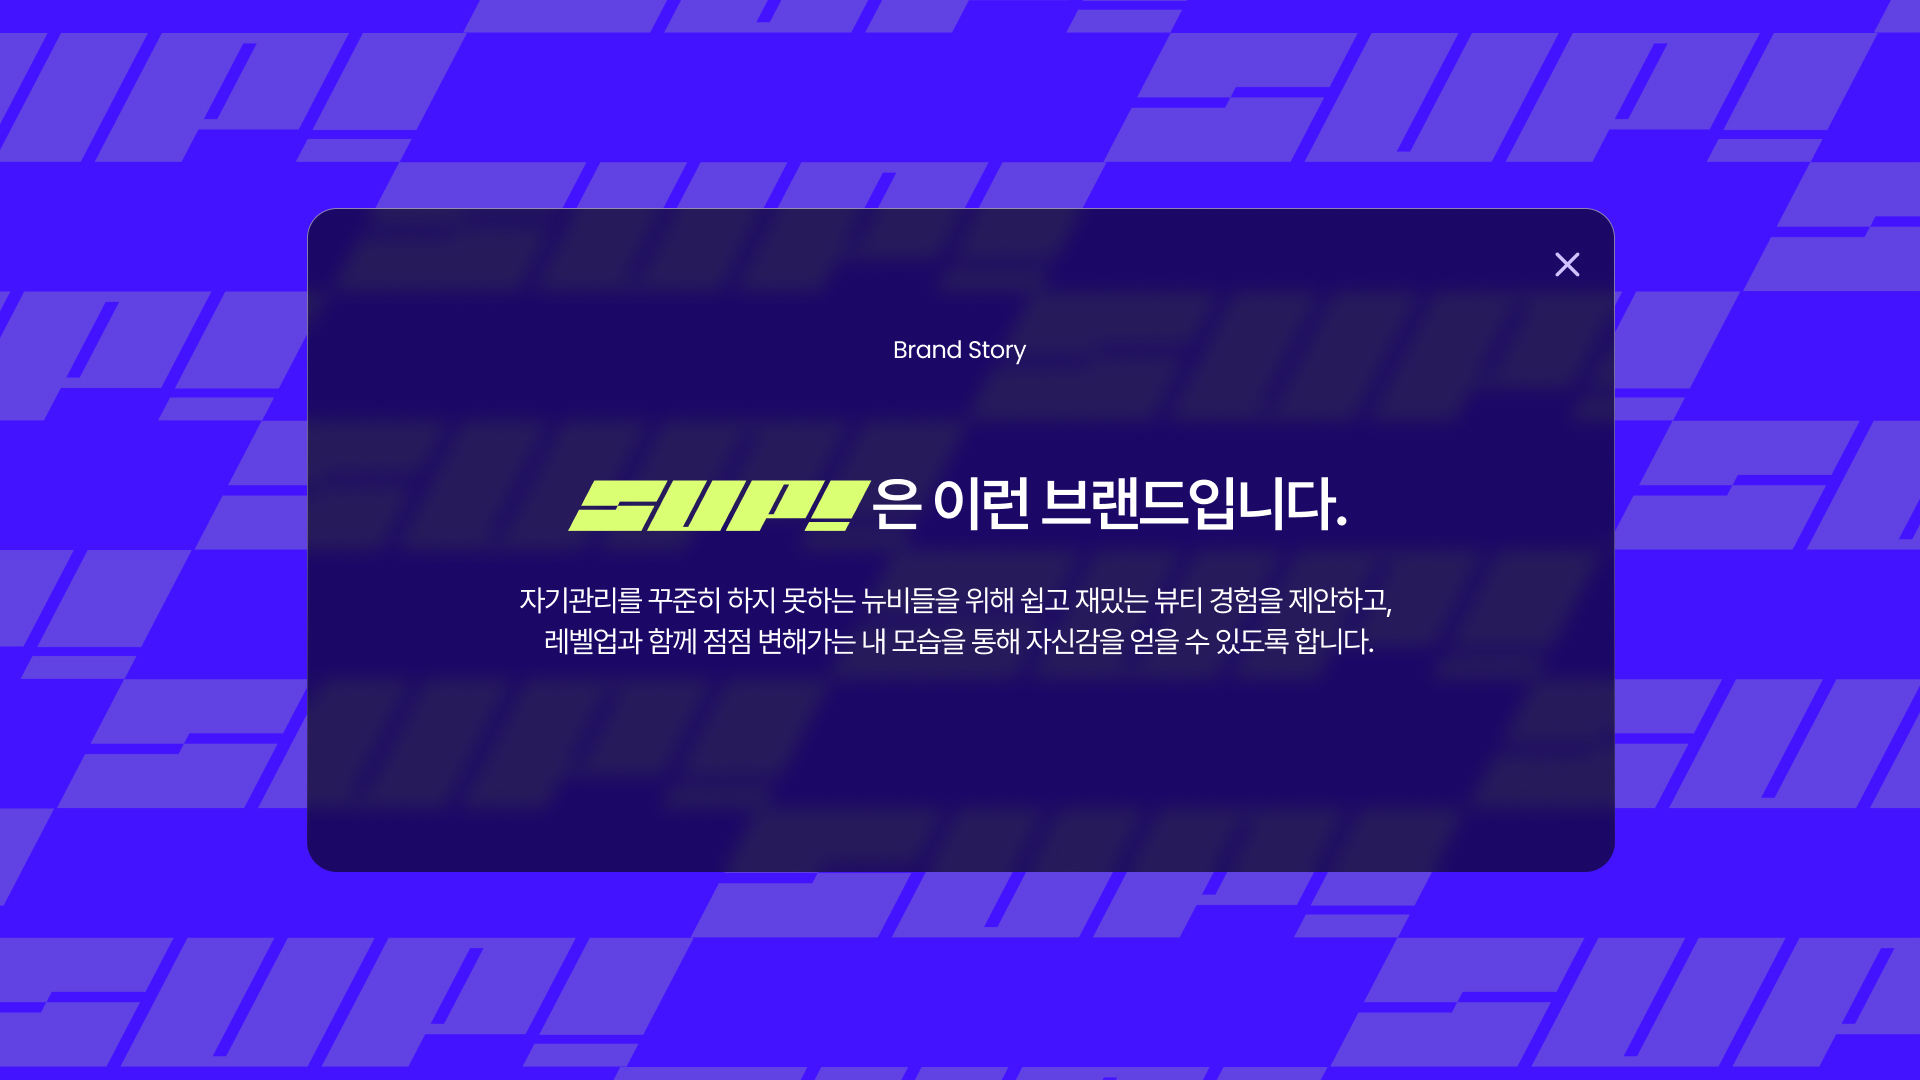 Brand Story
SUP!은 이런 브랜드입니다.
자기관리를 꾸준히 하지 못하는 뉴비들을 위해 쉽고 재밌는 뷰티 경험을 제안하고,
레벨업과 함께 점점 변해가는 내 모습을 통해 자신감을 얻을 수 있도록 합니다.